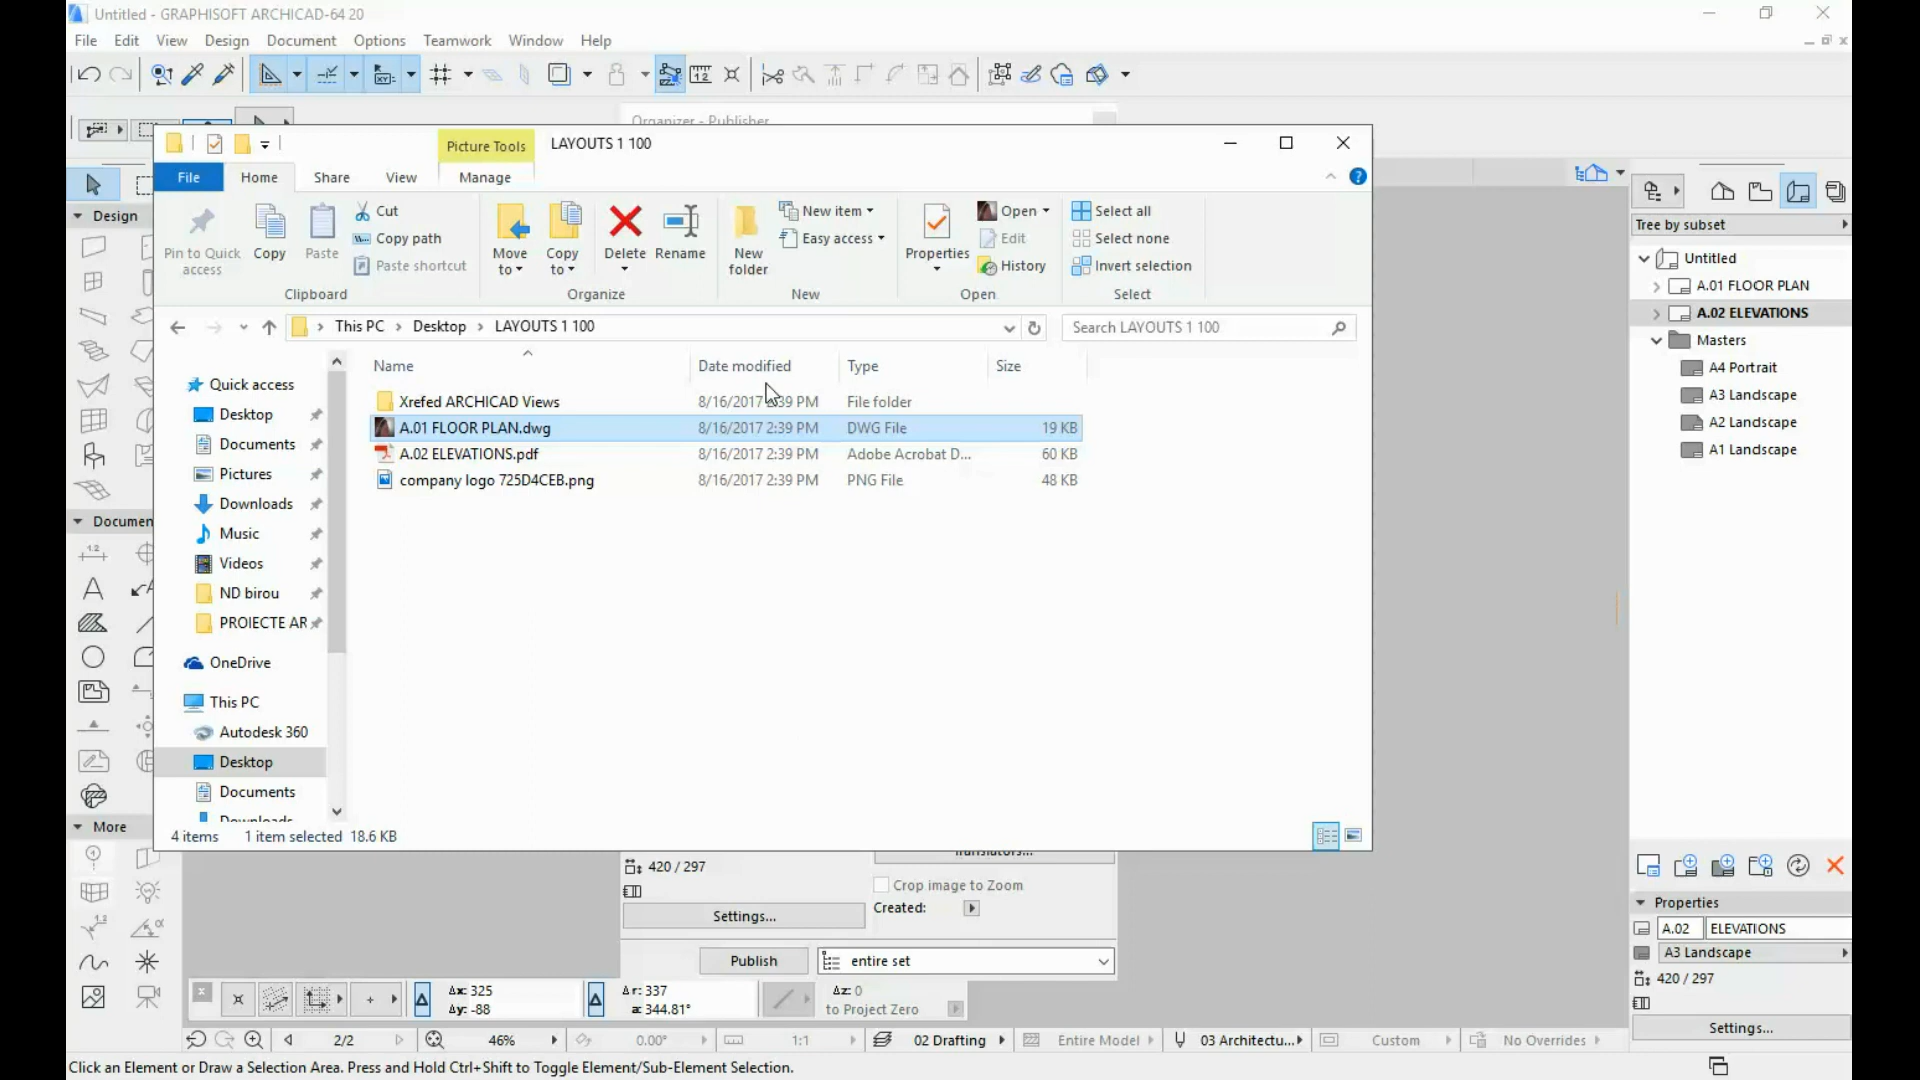 Untitled - GRAPHISOFT ARCHICAD-64 20
File Edit View Design Document Options Teamwork Window Help
Organizer - Publisher
Picture Tools
LAYOUTS 1 100
File Home Share View Manage
Pin to Quick access
Copy
Paste
Cut
Copy path
Paste shortcut
Clipboard
Move to
Copy to
Delete
Rename
Organize
New folder
New item
Easy access
New
Properties
Open
Edit
History
Open
Select all
Select none
Invert selection
Select
This PC > Desktop > LAYOUTS 1 100
Search LAYOUTS 1 100
Name Date modified Type Size
Xrefed ARCHICAD Views 8/16/2017 2:39 PM File folder
A.01 FLOOR PLAN.dwg 8/16/2017 2:39 PM DWG File 19 KB
A.02 ELEVATIONS.pdf 8/16/2017 2:39 PM Adobe Acrobat D... 60 KB
company logo 725D4CEB.png 8/16/2017 2:39 PM PNG File 48 KB
Quick access
Desktop
Documents
Pictures
Downloads
Music
Videos
ND birou
PROIECTE AR
OneDrive
This PC
Autodesk 360
Desktop
Documents
Downloads
4 items 1 item selected 18.6 KB
Design
Documen
More
Tree by subset
Untitled
A.01 FLOOR PLAN
A.02 ELEVATIONS
Masters
A4 Portrait
A3 Landscape
A2 Landscape
A1 Landscape
Properties
A.02 ELEVATIONS
A3 Landscape
420 / 297
Settings...
Translators...
420 / 297
Crop image to Zoom
Created:
Settings...
Publish
entire set
Δx: 325
Δy: -88
Δr: 337
a: 344.81°
Δz: 0
to Project Zero
2/2
46%
0.00°
1:1
02 Drafting
Entire Model
03 Architectu...
Custom
No Overrides
Click an Element or Draw a Selection Area. Press and Hold Ctrl+Shift to Toggle Element/Sub-Element Selection.